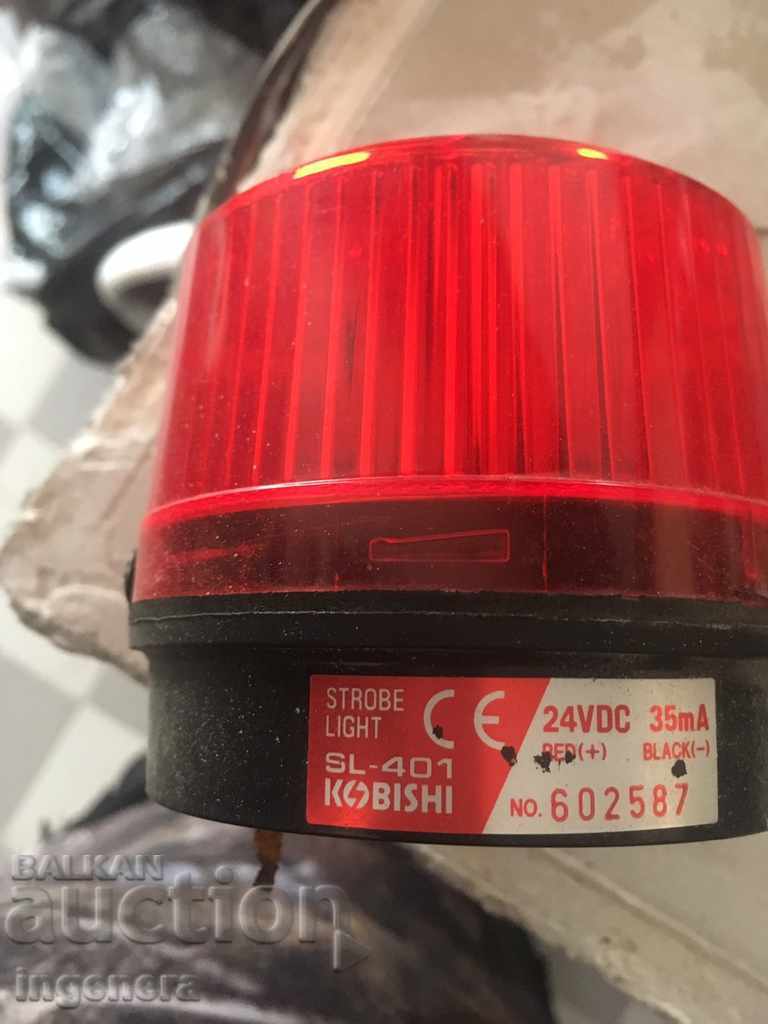 STROBE
LIGHT
SL-401
KOBISHI
CE
24VDC 35mA
RED(+) BLACK(-)
NO. 602587
BALKAN
auction
ingenera